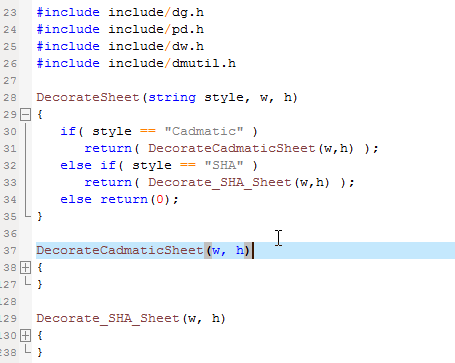 23 #include include/dg.h
24 #include include/pd.h
25 #include include/dw.h
26 #include include/dmutil.h
27
28 DecorateSheet(string style, w, h)
29 {
30 if( style == "Cadmatic" )
31 return( DecorateCadmaticSheet(w,h) );
32 else if( style == "SHA" )
33 return( Decorate_SHA_Sheet(w,h) );
34 else return(0);
35 }
36
37 DecorateCadmaticSheet(w, h)
38 {
127 }
128
129 Decorate_SHA_Sheet(w, h)
130 {
238 }